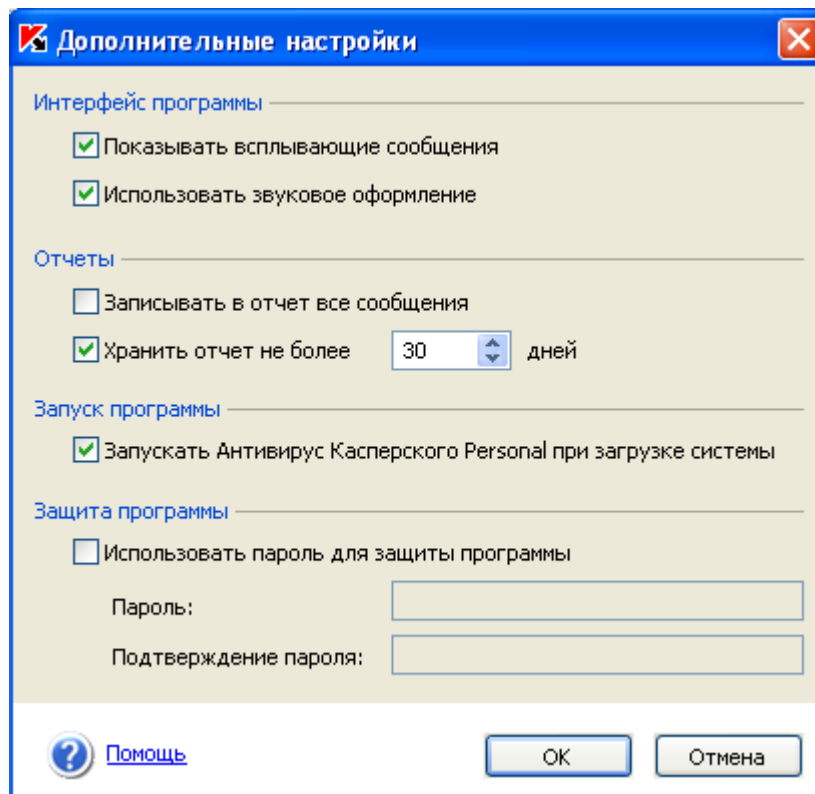 Дополнительные настройки
Интерфейс программы
Показывать всплывающие сообщения
Использовать звуковое оформление
Отчеты
Записывать в отчет все сообщения
Хранить отчет не более 30 дней
Запуск программы
Запускать Антивирус Касперского Personal при загрузке системы
Защита программы
Использовать пароль для защиты программы
Пароль:
Подтверждение пароля:
Помощь OK Отмена